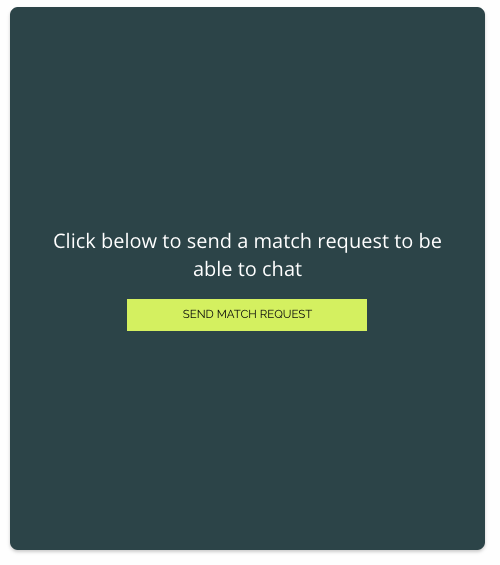 Click below to send a match request to be
able to chat
SEND MATCH REQUEST